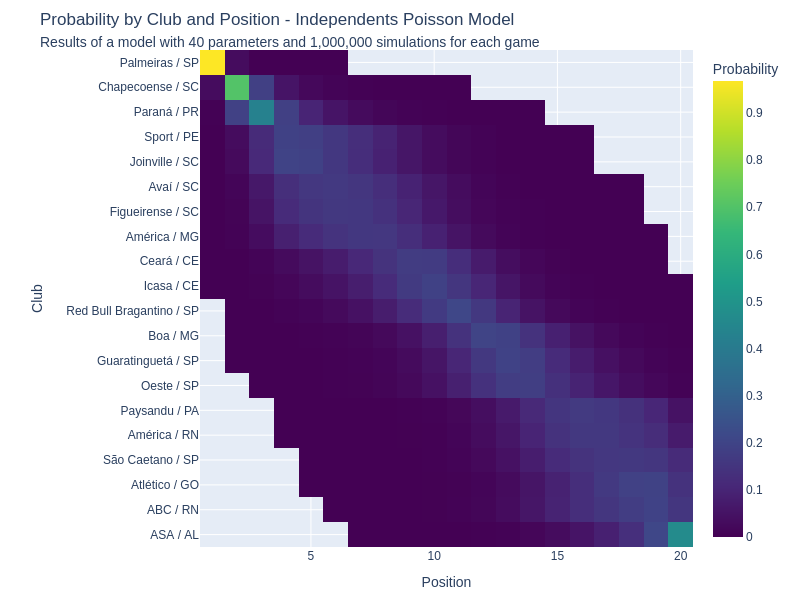 Probability by Club and Position - Independents Poisson Model
Results of a model with 40 parameters and 1,000,000 simulations for each game
Probability
Club
Palmeiras / SP
Chapecoense / SC
Paraná / PR
Sport / PE
Joinville / SC
Avaí / SC
Figueirense / SC
América / MG
Ceará / CE
Icasa / CE
Red Bull Bragantino / SP
Boa / MG
Guaratinguetá / SP
Oeste / SP
Paysandu / PA
América / RN
São Caetano / SP
Atlético / GO
ABC / RN
ASA / AL
0.9
0.8
0.7
0.6
0.5
0.4
0.3
0.2
0.1
0
5
10
15
20
Position